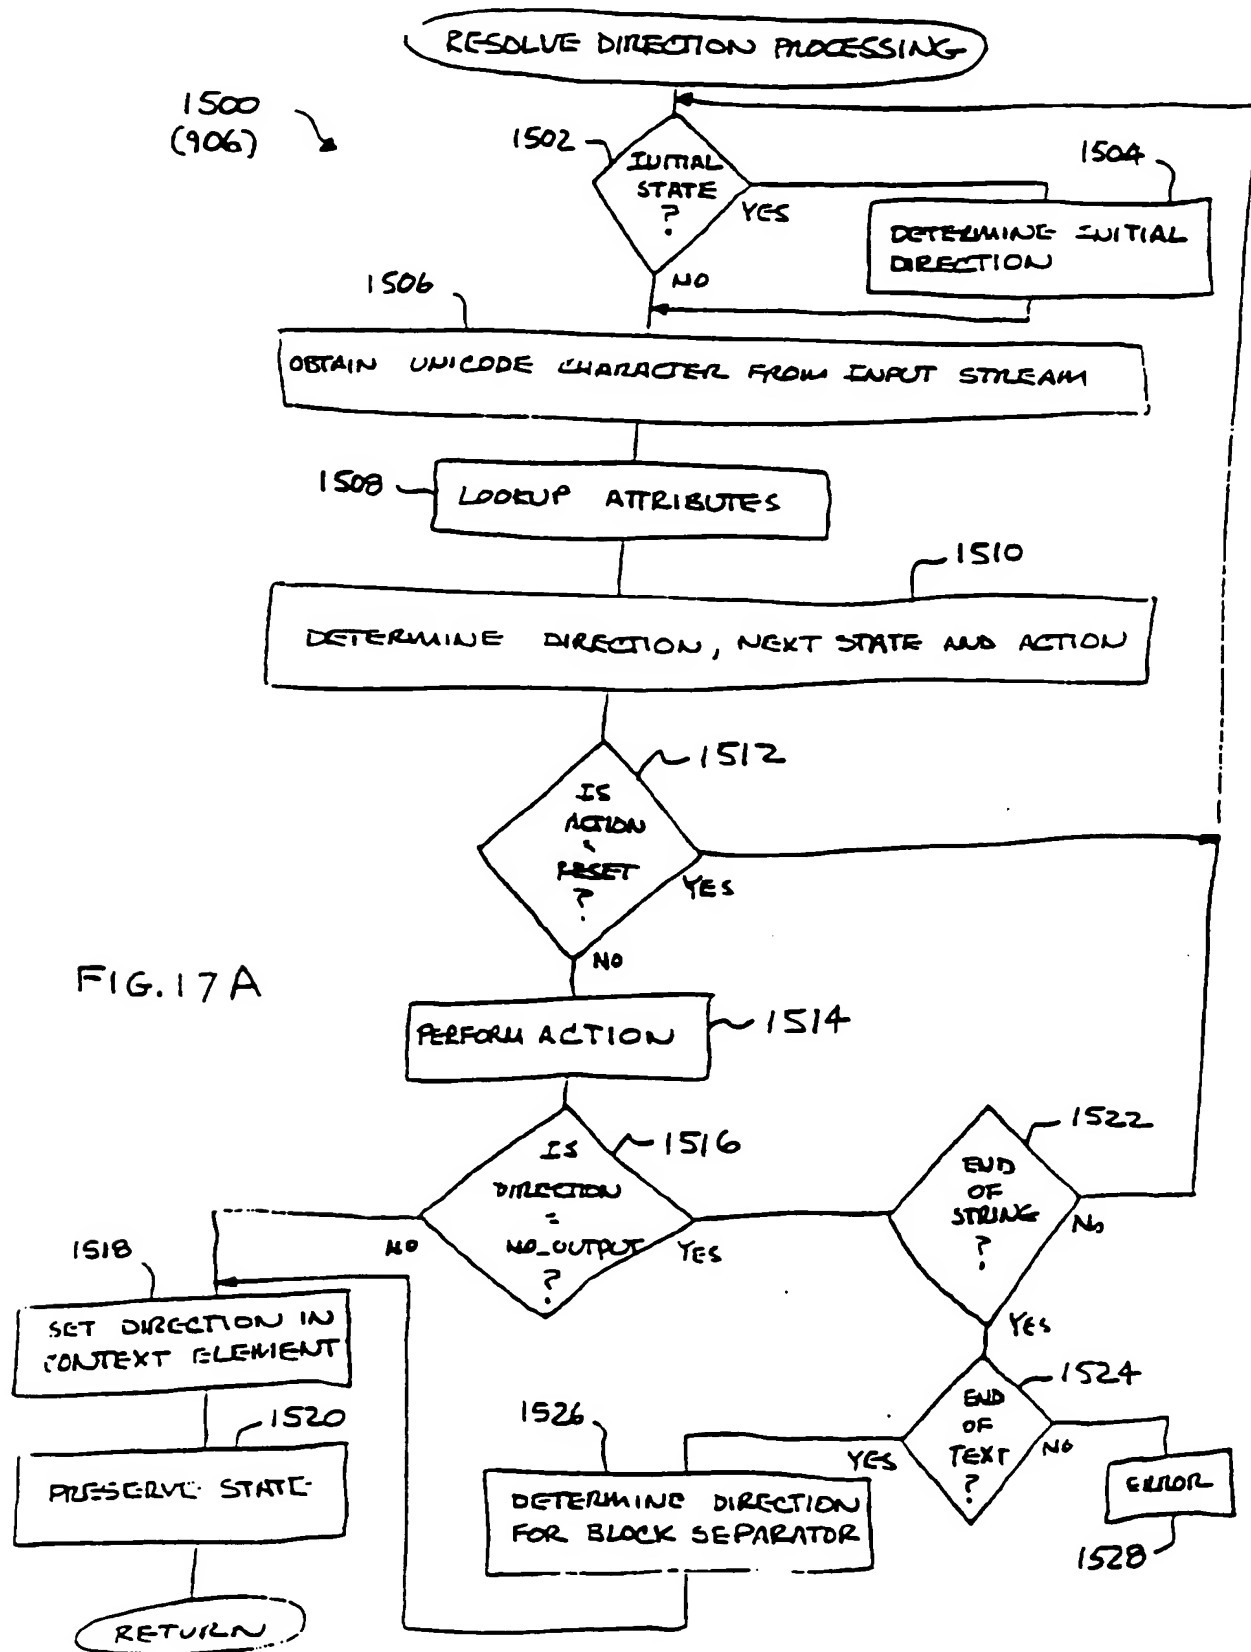 RESOLVE DIRECTION PROCESSING
1500
(906)
1502
INITIAL
STATE
?
YES
NO
1504
DETERMINE INITIAL
DIRECTION
1506
OBTAIN UNICODE CHARACTER FROM INPUT STREAM
1508
LOOKUP ATTRIBUTES
1510
DETERMINE DIRECTION, NEXT STATE AND ACTION
1512
IS
ACTION
=
RESET
?
YES
NO
FIG. 17A
PERFORM ACTION
1514
1516
IS
DIRECTION
=
NO_OUTPUT
?
NO
YES
1522
END
OF
STRING
?
NO
YES
1518
SET DIRECTION IN
CONTEXT ELEMENT
1520
PRESERVE STATE
RETURN
1524
END
OF
TEXT
?
YES
NO
1526
DETERMINE DIRECTION
FOR BLOCK SEPARATOR
ERROR
1528